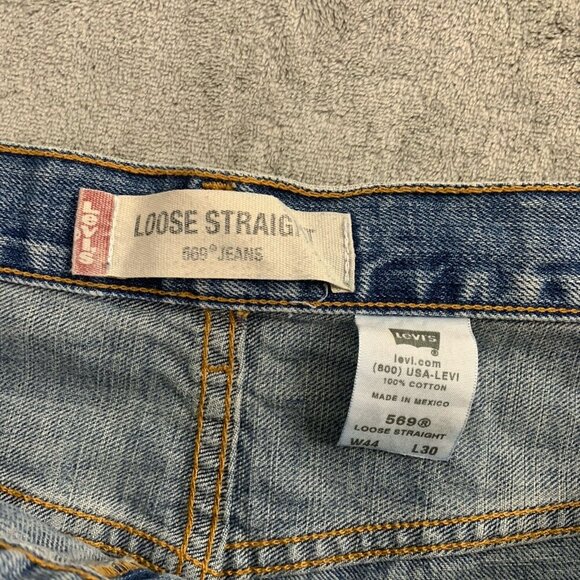 Levi's
LOOSE STRAIGHT
569® JEANS
LEVI'S
®
levi.com
(800) USA-LEVI
100% COTTON
MADE IN MEXICO
569®
LOOSE STRAIGHT
W44 L30